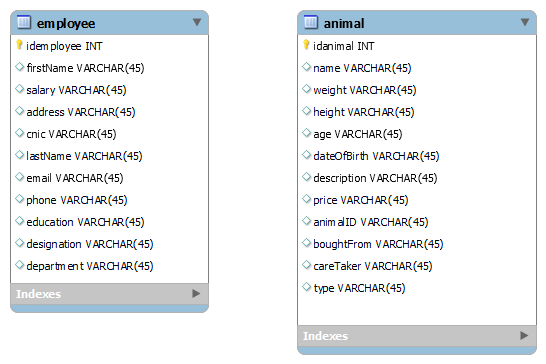 employee
idemployee INT
firstName VARCHAR(45)
salary VARCHAR(45)
address VARCHAR(45)
cnic VARCHAR(45)
lastName VARCHAR(45)
email VARCHAR(45)
phone VARCHAR(45)
education VARCHAR(45)
designation VARCHAR(45)
department VARCHAR(45)
Indexes
animal
idanimal INT
name VARCHAR(45)
weight VARCHAR(45)
height VARCHAR(45)
age VARCHAR(45)
dateOfBirth VARCHAR(45)
description VARCHAR(45)
price VARCHAR(45)
animalID VARCHAR(45)
boughtFrom VARCHAR(45)
careTaker VARCHAR(45)
type VARCHAR(45)
Indexes